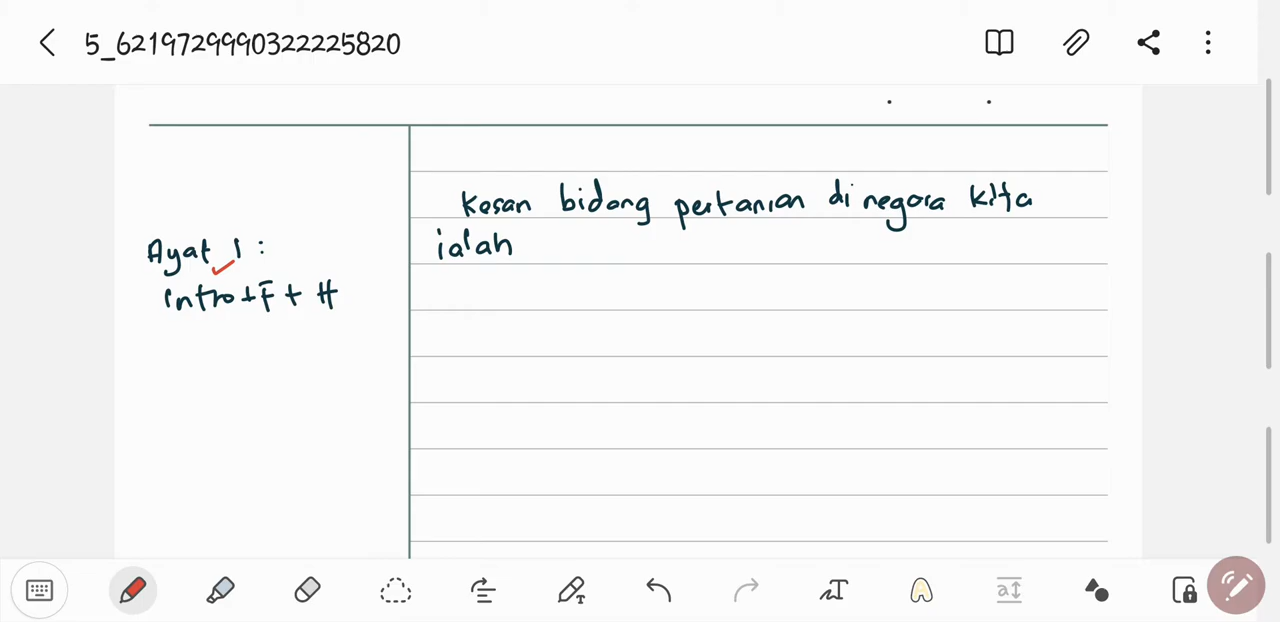 5_6219729990322225820
Kesan bidang pertanian di negara kita
ialah
Ayat 1 :
intro + F + H